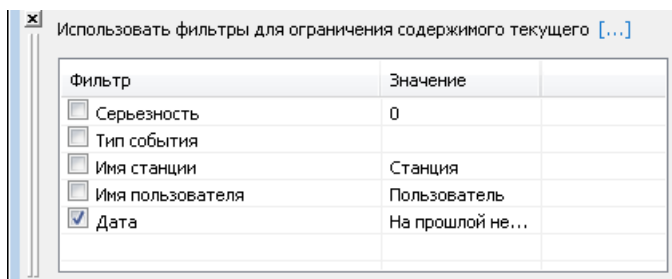 Использовать фильтры для ограничения содержимого текущего [...]
Фильтр Значение
Серьезность 0
Тип события
Имя станции Станция
Имя пользователя Пользователь
Дата На прошлой не...